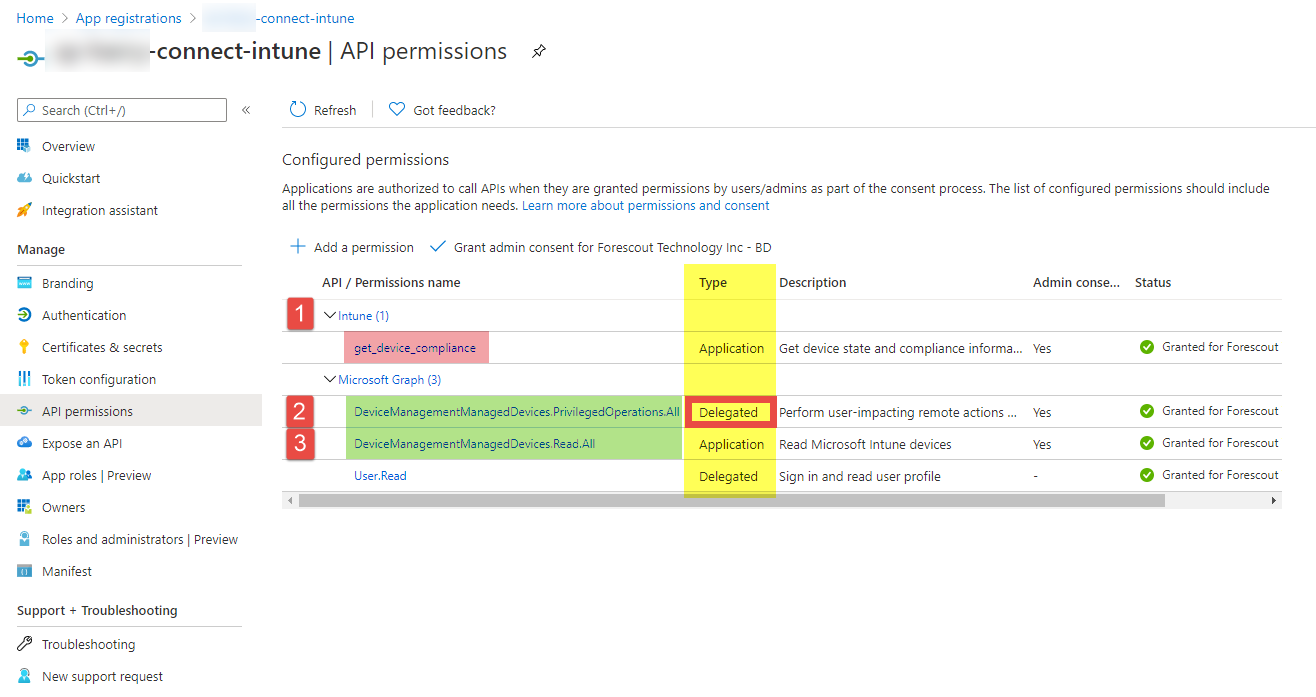 Home > App registrations > -connect-intune
-connect-intune | API permissions
Search (Ctrl+/)
«
Refresh
Got feedback?
Overview
Quickstart
Integration assistant
Manage
Branding
Authentication
Certificates & secrets
Token configuration
API permissions
Expose an API
App roles | Preview
Owners
Roles and administrators | Preview
Manifest
Support + Troubleshooting
Troubleshooting
New support request
Configured permissions
Applications are authorized to call APIs when they are granted permissions by users/admins as part of the consent process. The list of configured permissions should include
all the permissions the application needs. Learn more about permissions and consent
Add a permission Grant admin consent for Forescout Technology Inc - BD
API / Permissions name Type Description Admin conse... Status
1 Intune (1)
get_device_compliance Application Get device state and compliance informa... Yes Granted for Forescout
Microsoft Graph (3)
2 DeviceManagementManagedDevices.PrivilegedOperations.All Delegated Perform user-impacting remote actions ... Yes Granted for Forescout
3 DeviceManagementManagedDevices.Read.All Application Read Microsoft Intune devices Yes Granted for Forescout
User.Read Delegated Sign in and read user profile - Granted for Forescout